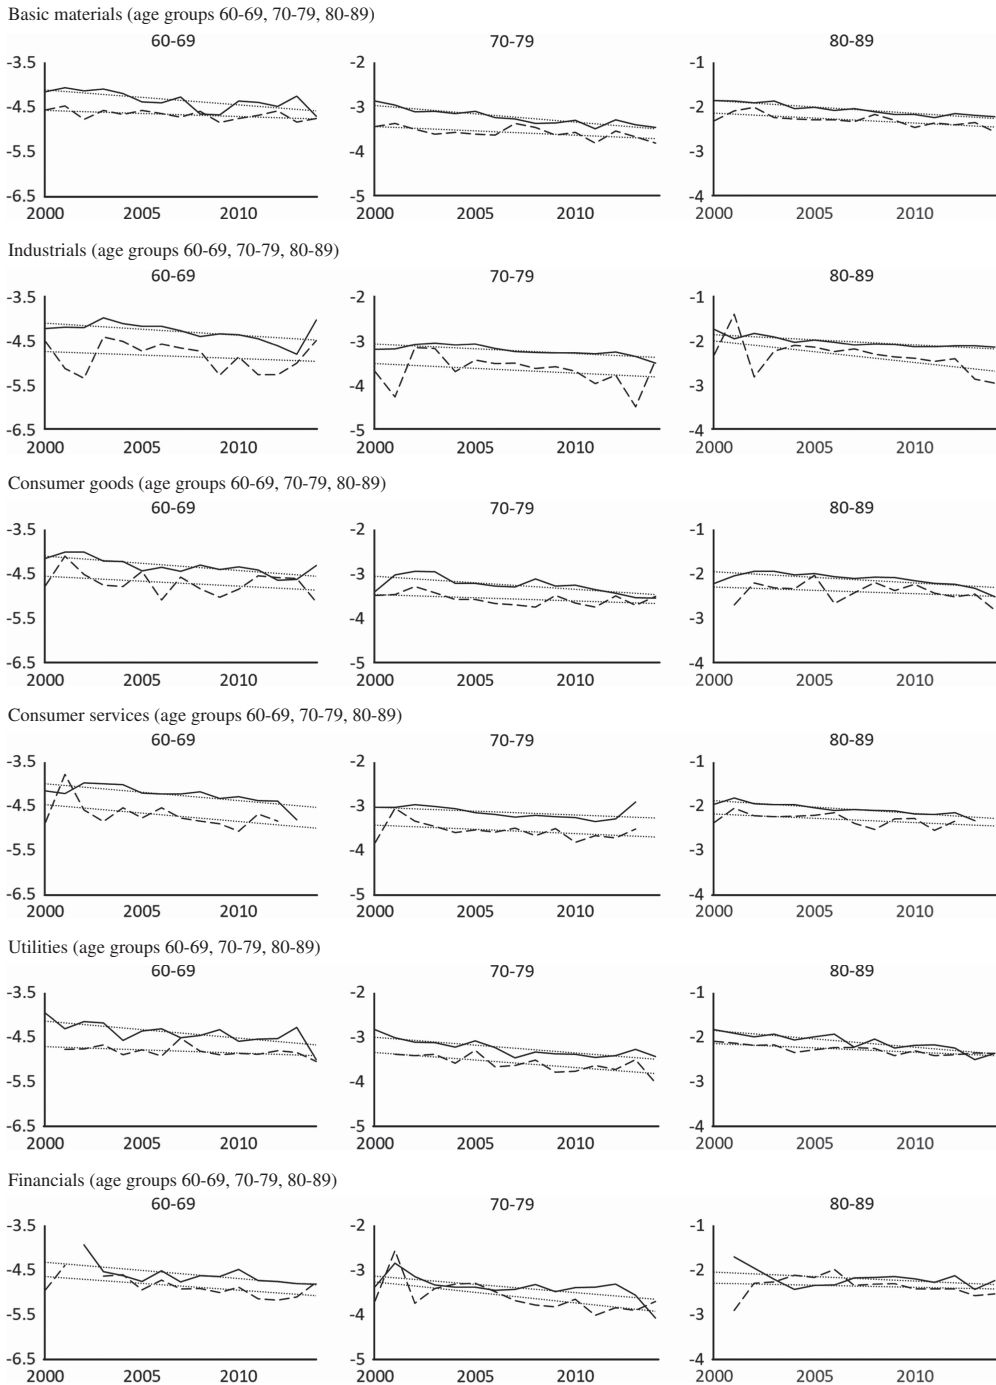 Basic materials (age groups 60-69, 70-79, 80-89)
60-69 70-79 80-89
-3.5 -2 -1
-4.5 -3 -2
-5.5 -4 -3
-6.5 -5 -4
2000 2005 2010 2000 2005 2010 2000 2005 2010
Industrials (age groups 60-69, 70-79, 80-89)
60-69 70-79 80-89
-3.5 -2 -1
-4.5 -3 -2
-5.5 -4 -3
-6.5 -5 -4
2000 2005 2010 2000 2005 2010 2000 2005 2010
Consumer goods (age groups 60-69, 70-79, 80-89)
60-69 70-79 80-89
-3.5 -2 -1
-4.5 -3 -2
-5.5 -4 -3
-6.5 -5 -4
2000 2005 2010 2000 2005 2010 2000 2005 2010
Consumer services (age groups 60-69, 70-79, 80-89)
60-69 70-79 80-89
-3.5 -2 -1
-4.5 -3 -2
-5.5 -4 -3
-6.5 -5 -4
2000 2005 2010 2000 2005 2010 2000 2005 2010
Utilities (age groups 60-69, 70-79, 80-89)
60-69 70-79 80-89
-3.5 -2 -1
-4.5 -3 -2
-5.5 -4 -3
-6.5 -5 -4
2000 2005 2010 2000 2005 2010 2000 2005 2010
Financials (age groups 60-69, 70-79, 80-89)
60-69 70-79 80-89
-3.5 -2 -1
-4.5 -3 -2
-5.5 -4 -3
-6.5 -5 -4
2000 2005 2010 2000 2005 2010 2000 2005 2010